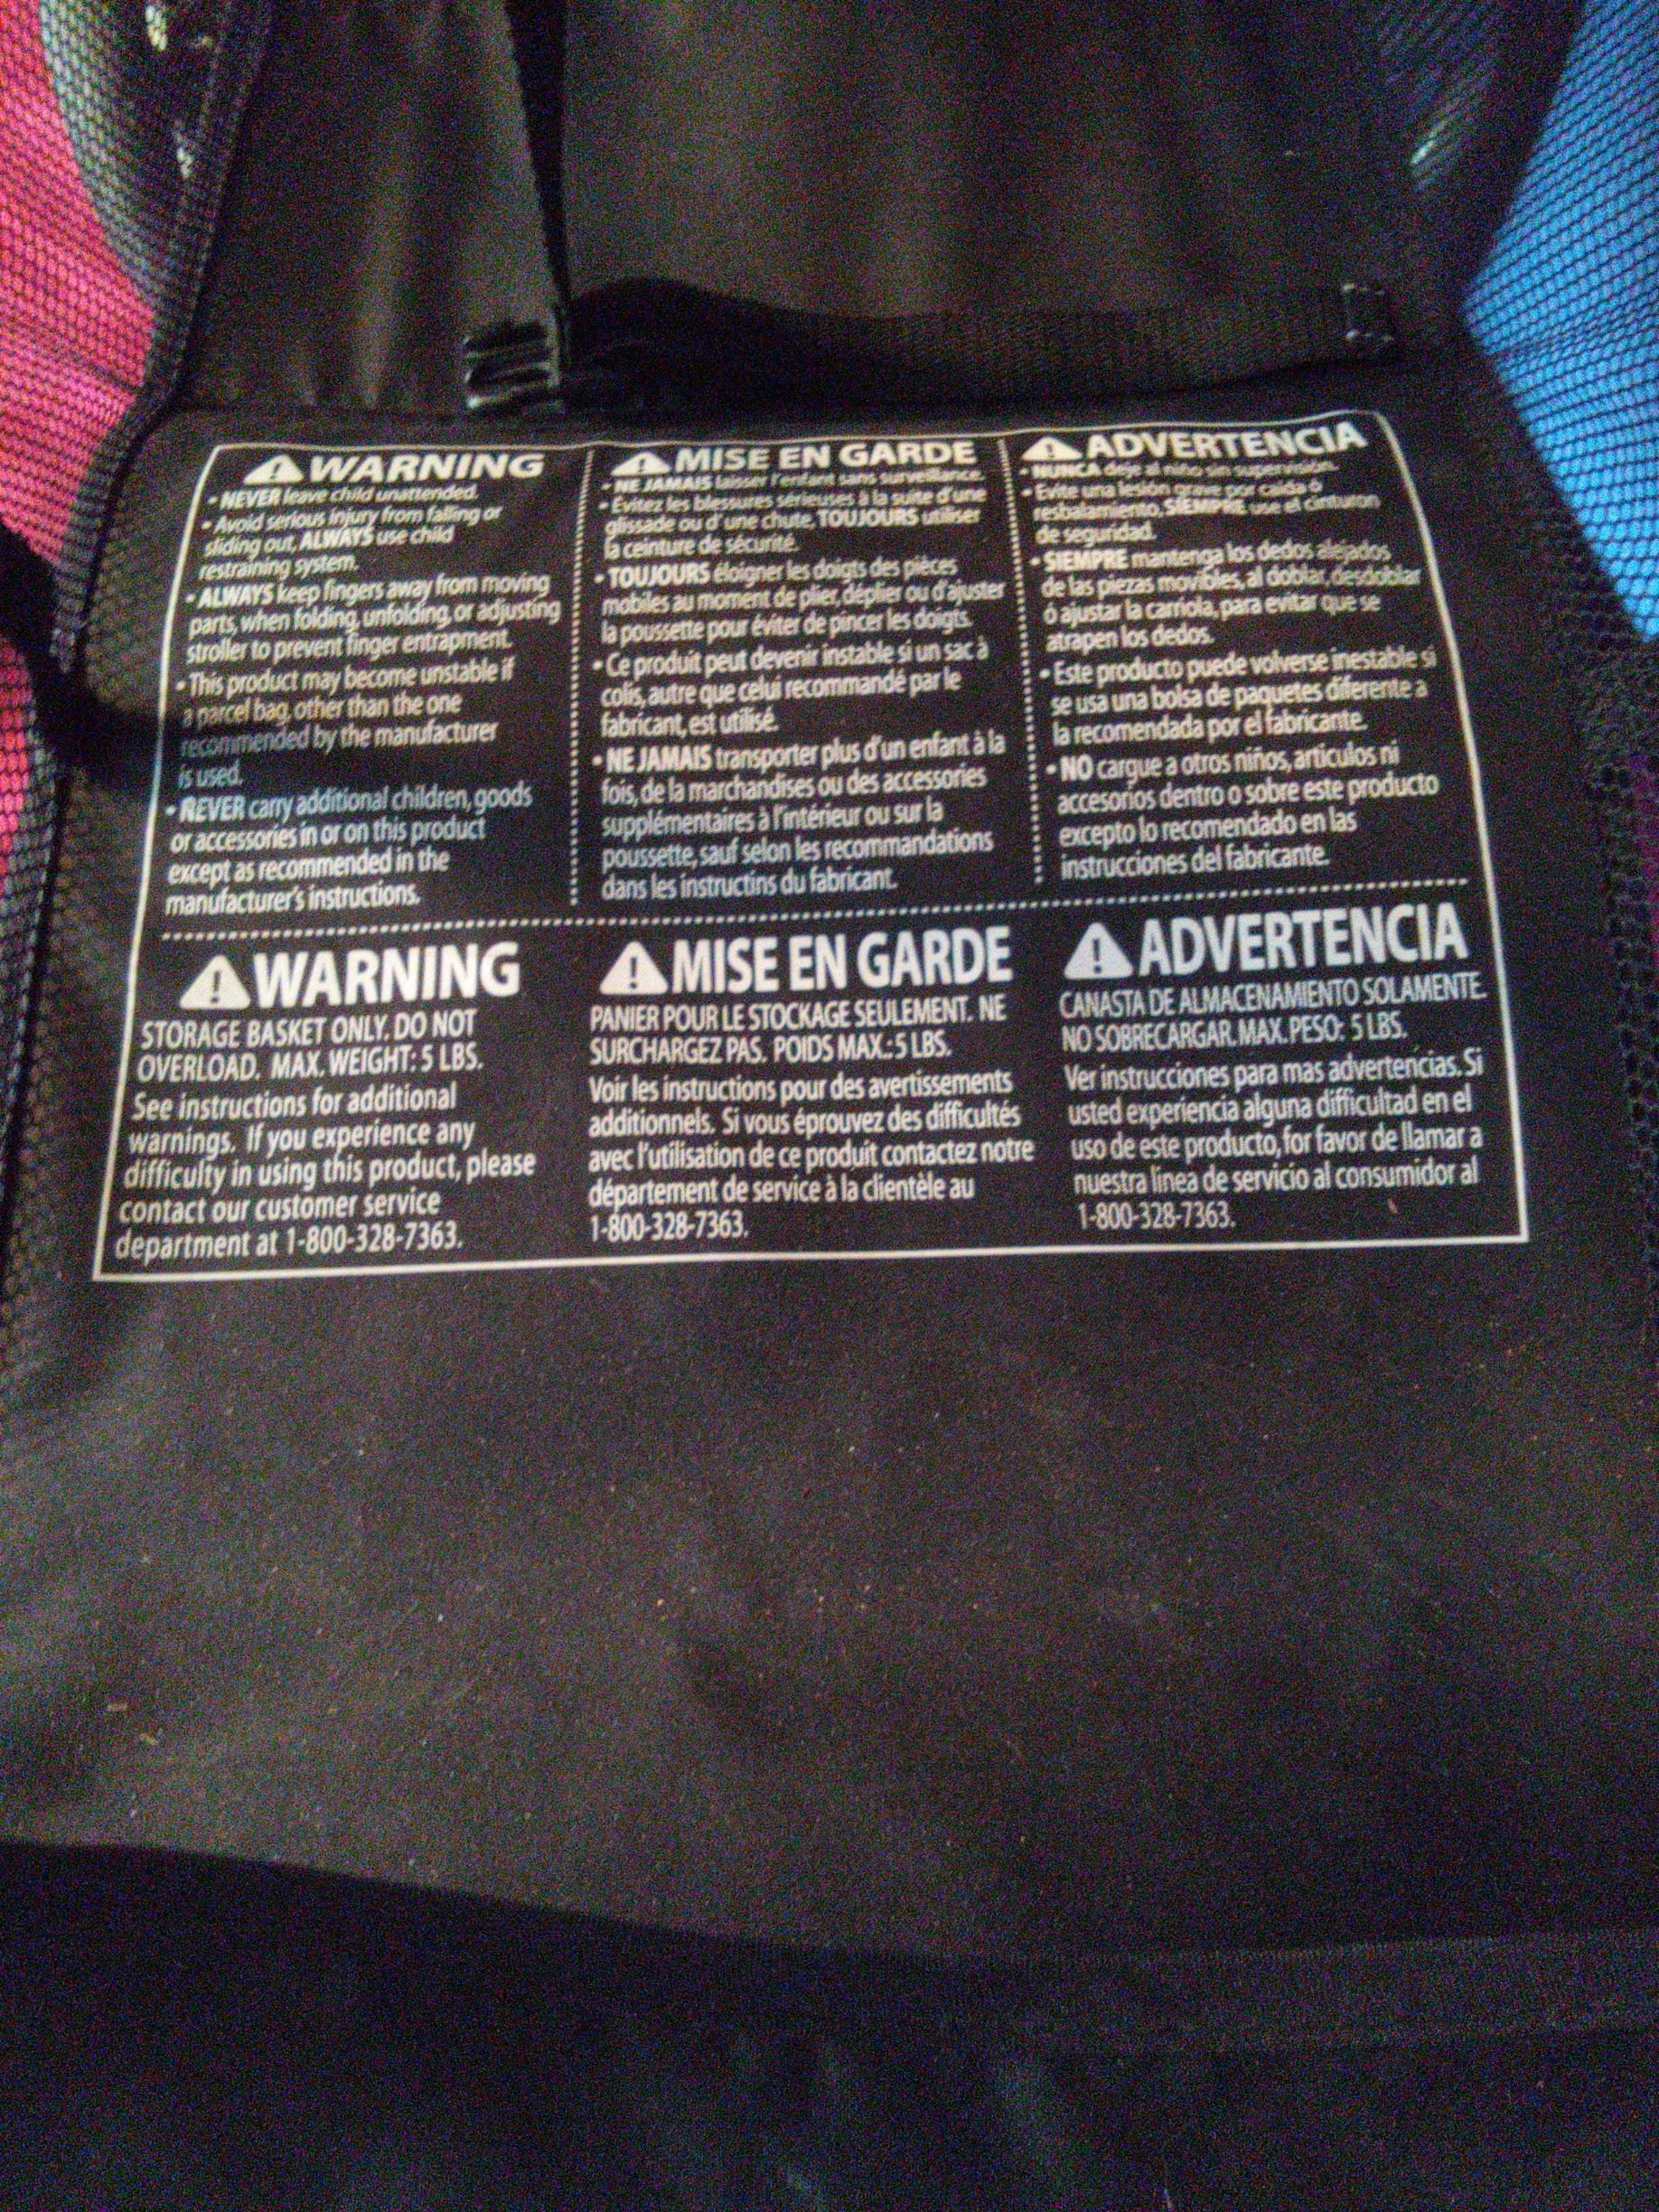 WARNING
• NEVER leave child unattended.
• Avoid serious injury from falling or
sliding out, ALWAYS use child
restraining system.
• ALWAYS keep fingers away from moving
parts, when folding, unfolding, or adjusting
stroller to prevent finger entrapment.
• This product may become unstable if
a parcel bag, other than the one
recommended by the manufacturer
is used.
• NEVER carry additional children, goods
or accessories in or on this product
except as recommended in the
manufacturer's instructions.
MISE EN GARDE
• NE JAMAIS laisser l'enfant sans surveillance.
• Évitez les blessures sérieuses à la suite d'une
glissade ou d'une chute. TOUJOURS utiliser
la ceinture de sécurité.
• TOUJOURS éloigner les doigts des pièces
mobiles au moment de plier, déplier ou d'ajuster
la poussette pour éviter de pincer les doigts.
• Ce produit peut devenir instable si un sac à
colis, autre que celui recommandé par le
fabricant, est utilisé.
• NE JAMAIS transporter plus d'un enfant à la
fois, de la marchandises ou des accessories
supplémentaires à l'intérieur ou sur la
poussette, sauf selon les recommandations
dans les instructins du fabricant.
ADVERTENCIA
• NUNCA deje al niño sin supervisión.
• Evite una lesión grave por caída ó
resbalamiento, SIEMPRE use el cinturon
de seguridad.
• SIEMPRE mantenga los dedos alejados
de las piezas movibles, al doblar, desdoblar
ó ajustar la carriola, para evitar que se
atrapen los dedos.
• Este producto puede volverse inestable si
se usa una bolsa de paquetes diferente a
la recomendada por el fabricante.
• NO cargue a otros niños, articulos ni
accesorios dentro o sobre este producto
excepto lo recomendado en las
instrucciones del fabricante.
WARNING
STORAGE BASKET ONLY. DO NOT
OVERLOAD. MAX. WEIGHT: 5 LBS.
See instructions for additional
warnings. If you experience any
difficulty in using this product, please
contact our customer service
department at 1-800-328-7363.
MISE EN GARDE
PANIER POUR LE STOCKAGE SEULEMENT. NE
SURCHARGEZ PAS. POIDS MAX.: 5 LBS.
Voir les instructions pour des avertissements
additionnels. Si vous éprouvez des difficultés
avec l'utilisation de ce produit contactez notre
département de service à la clientèle au
1-800-328-7363.
ADVERTENCIA
CANASTA DE ALMACENAMIENTO SOLAMENTE.
NO SOBRECARGAR. MAX. PESO: 5 LBS.
Ver instrucciones para mas advertencias. Si
usted experiencia alguna difficultad en el
uso de este producto, for favor de llamar a
nuestra linea de servicio al consumidor al
1-800-328-7363.